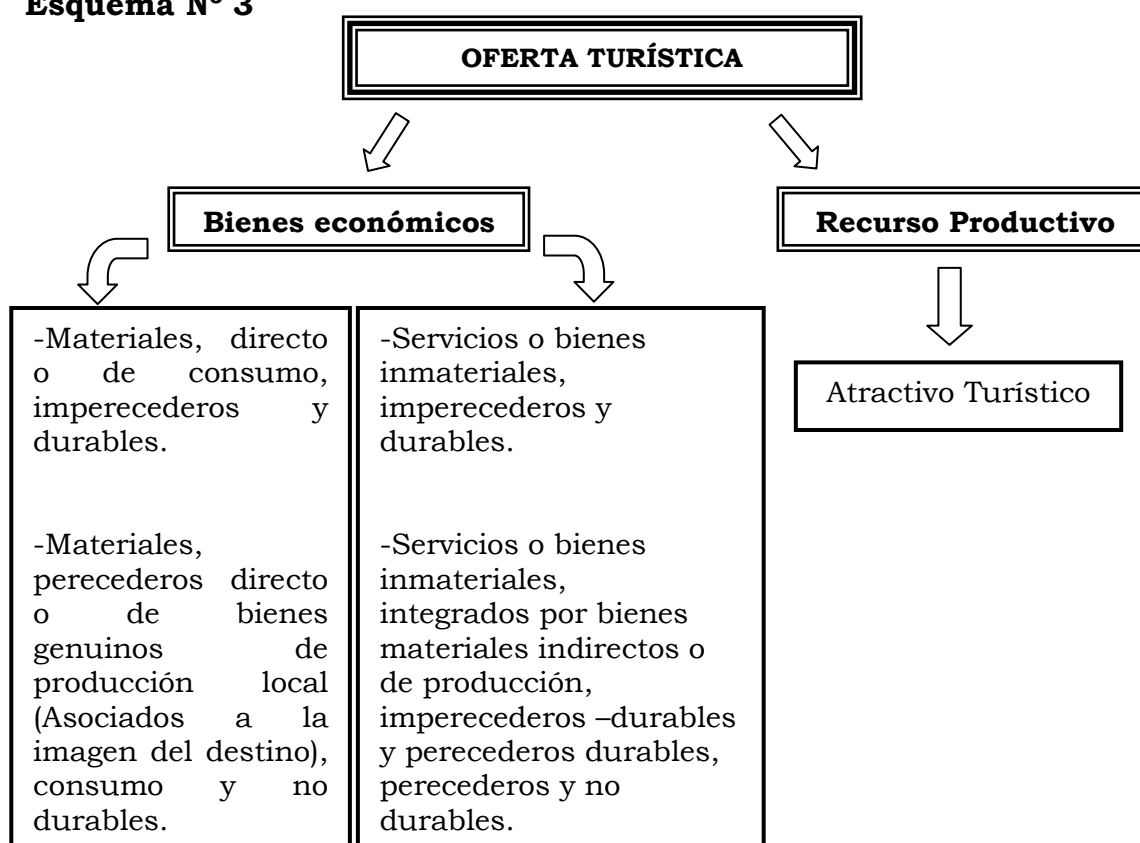 Esquema Nº 3
OFERTA TURÍSTICA
Bienes económicos
Recurso Productivo
-Materiales, directo
o de consumo,
imperecederos y
durables.
-Materiales,
perecederos directo
o de bienes
genuinos de
producción local
(Asociados a la
imagen del destino),
consumo y no
durables.
-Servicios o bienes
inmateriales,
imperecederos y
durables.
-Servicios o bienes
inmateriales,
integrados por bienes
materiales indirectos o
de producción,
imperecederos –durables
y perecederos durables,
perecederos y no
durables.
Atractivo Turístico